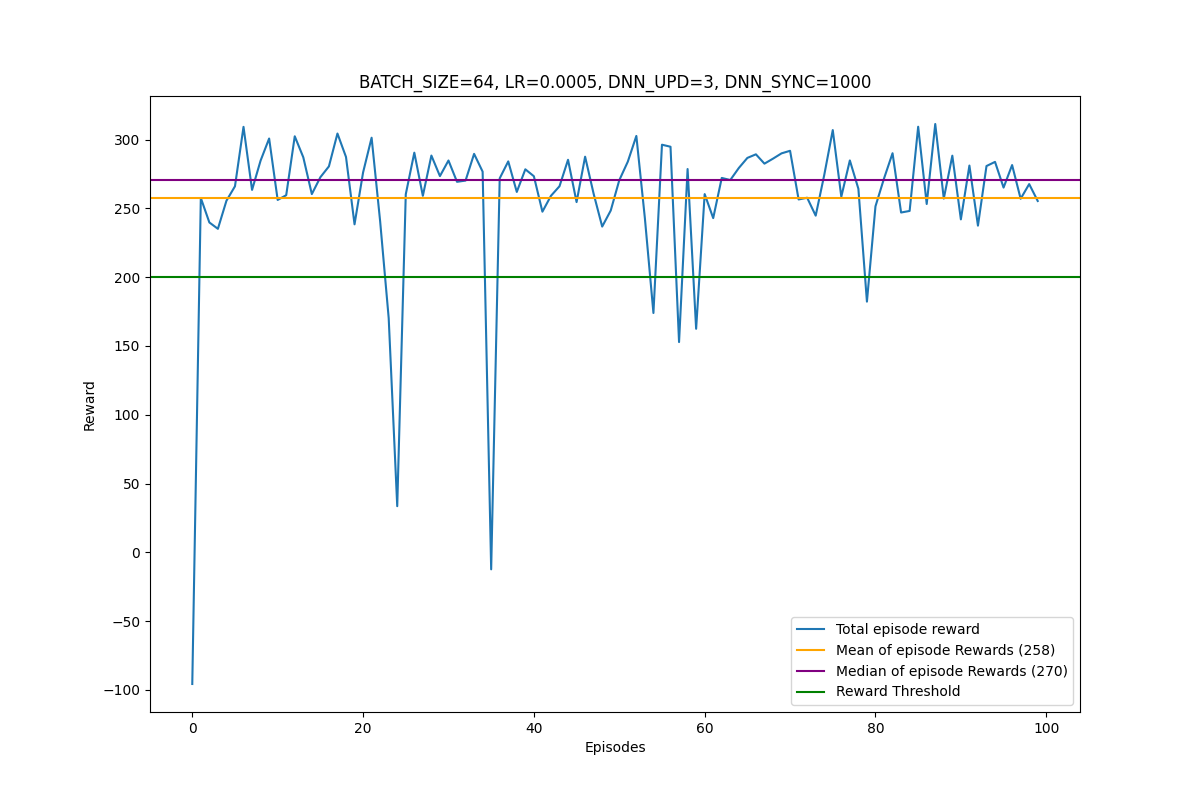 BATCH_SIZE=64, LR=0.0005, DNN_UPD=3, DNN_SYNC=1000
300
250
200
150
100
50
0
−50
−100
Reward
0
20
40
60
80
100
Episodes
Total episode reward
Mean of episode Rewards (258)
Median of episode Rewards (270)
Reward Threshold